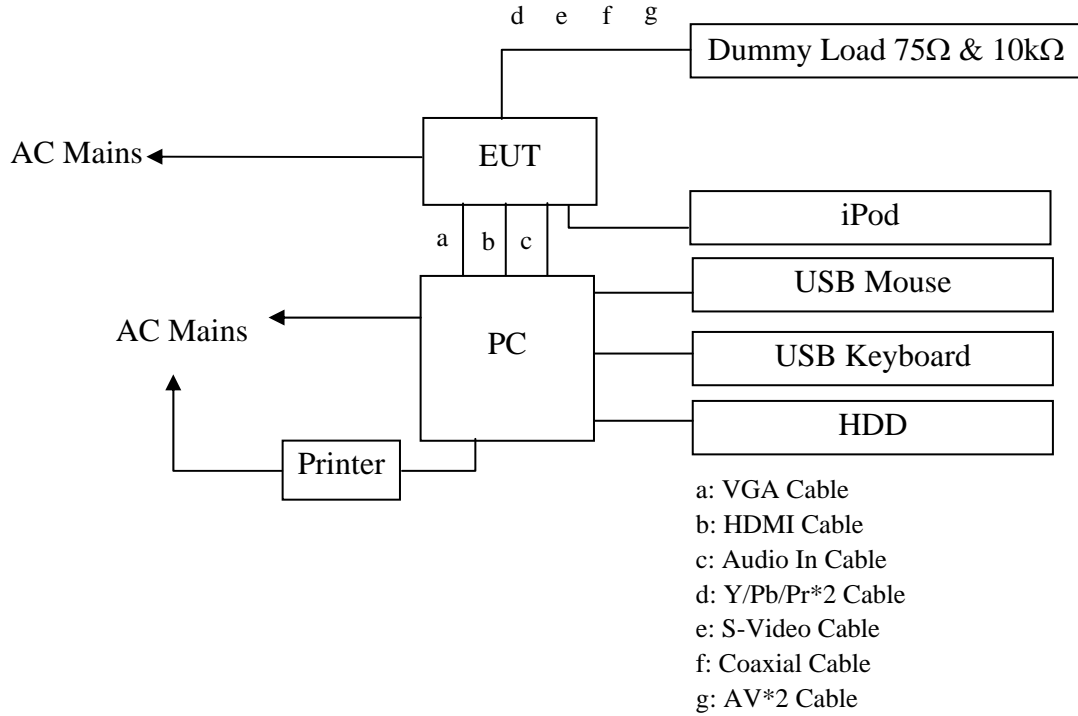 d e f g
Dummy Load 75Ω & 10kΩ
EUT
AC Mains
iPod
a b c
USB Mouse
AC Mains
PC
USB Keyboard
HDD
Printer
a: VGA Cable
b: HDMI Cable
c: Audio In Cable
d: Y/Pb/Pr*2 Cable
e: S-Video Cable
f: Coaxial Cable
g: AV*2 Cable